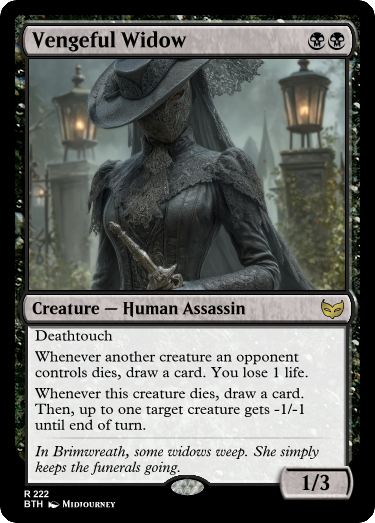 Vengeful Widow
Creature — Human Assassin
Deathtouch
Whenever another creature an opponent
controls dies, draw a card. You lose 1 life.
Whenever this creature dies, draw a card.
Then, up to one target creature gets -1/-1
until end of turn.
In Brimwreath, some widows weep. She simply
keeps the funerals going.
1/3
R 222
BTH Midjourney